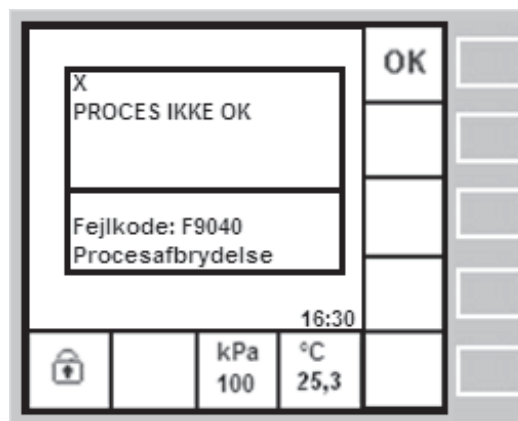 OK
X
PROCES IKKE OK
Fejlkode: F9040
Procesafbrydelse
16:30
kPa
100
°C
25,3